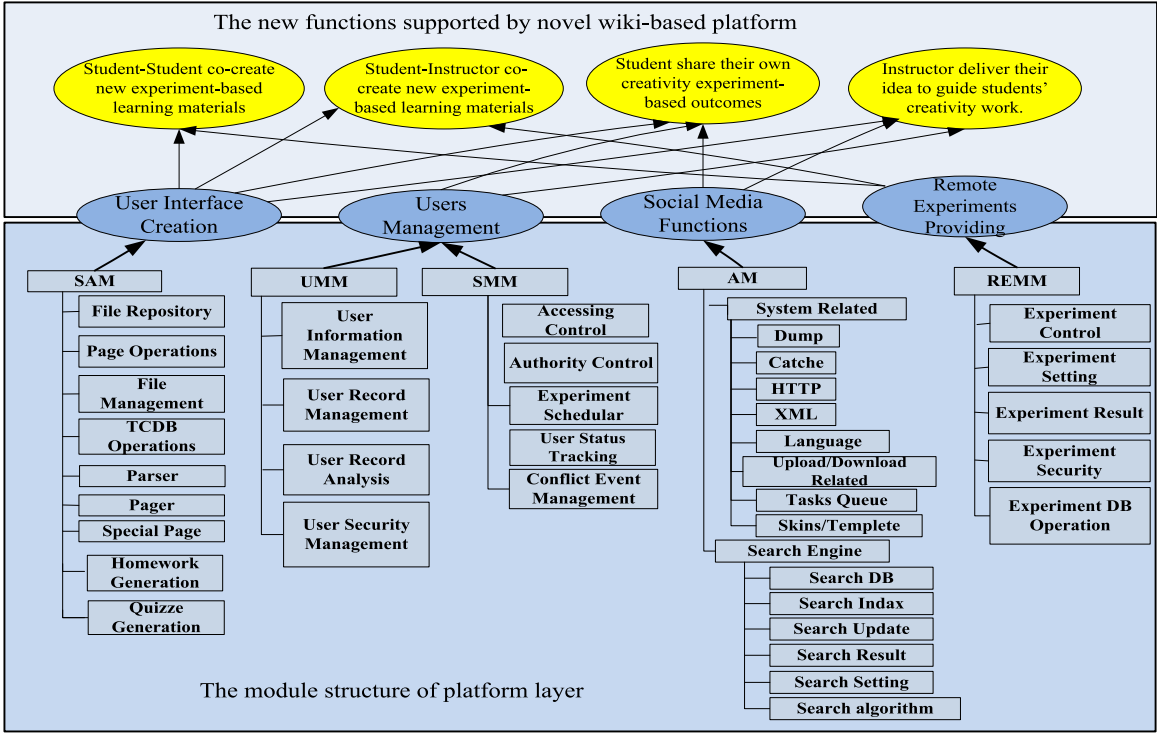 The new functions supported by novel wiki-based platform
Student-Student co-create
new experiment-based
learning materials
Student-Instructor co-
create new experiment-
based learning materials
Student share their own
creativity experiment-
based outcomes
Instructor deliver their
idea to guide students’
creativity work.
User Interface
Creation
Users
Management
Social Media
Functions
Remote
Experiments
Providing
SAM
File Repository
Page Operations
File
Management
TCDB
Operations
Parser
Pager
Special Page
Homework
Generation
Quizze
Generation
UMM
User
Information
Management
User Record
Management
User Record
Analysis
User Security
Management
SMM
Accessing
Control
Authority Control
Experiment
Schedular
User Status
Tracking
Conflict Event
Management
AM
System Related
Dump
Catche
HTTP
XML
Language
Upload/Download
Related
Tasks Queue
Skins/Templete
Search Engine
Search DB
Search Indax
Search Update
Search Result
Search Setting
Search algorithm
REMM
Experiment
Control
Experiment
Setting
Experiment Result
Experiment
Security
Experiment DB
Operation
The module structure of platform layer